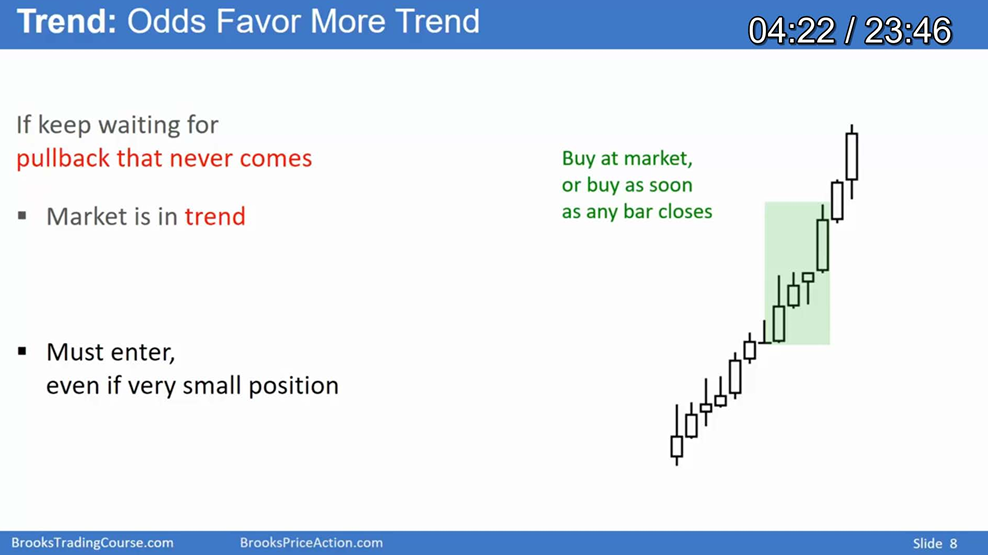 Trend: Odds Favor More Trend
04:22 / 23:46
If keep waiting for
pullback that never comes
▪ Market is in trend
▪ Must enter,
even if very small position
Buy at market,
or buy as soon
as any bar closes
BrooksTradingCourse.com
BrooksPriceAction.com
Slide 8